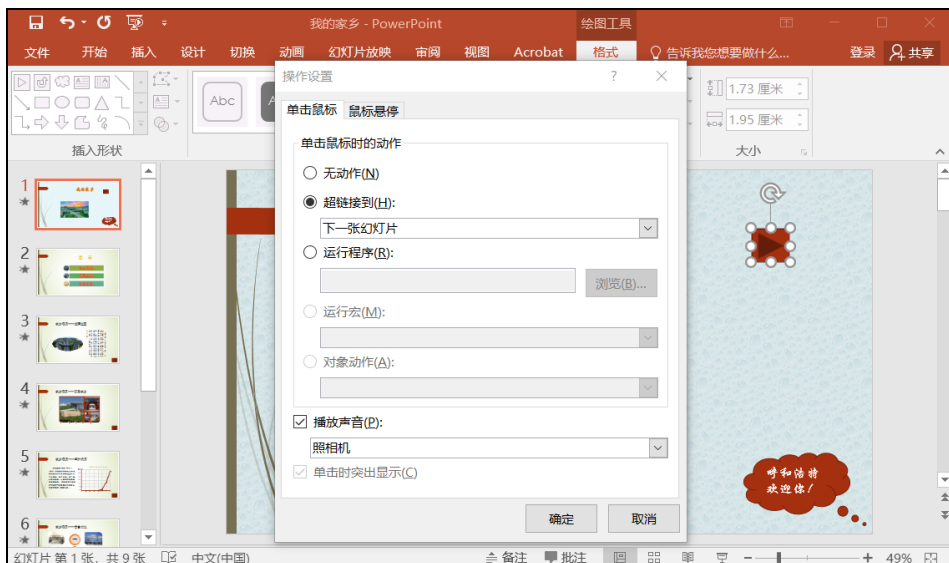 我的家乡 - PowerPoint
绘图工具
文件 开始 插入 设计 切换 动画 幻灯片放映 审阅 视图 Acrobat 格式 告诉我您想要做什么... 登录 共享
操作设置 ?
Abc
1.73 厘米
1.95 厘米
插入形状
大小
单击鼠标 鼠标悬停
单击鼠标时的动作
无动作(N)
超链接到(H):
下一张幻灯片
运行程序(R):
浏览(B)...
运行宏(M):
对象动作(A):
播放声音(P):
照相机
单击时突出显示(C)
确定 取消
1
2
3
4
5
6
呼和浩特
欢迎你!
幻灯片 第 1 张，共 9 张 中文(中国) 备注 批注 49%